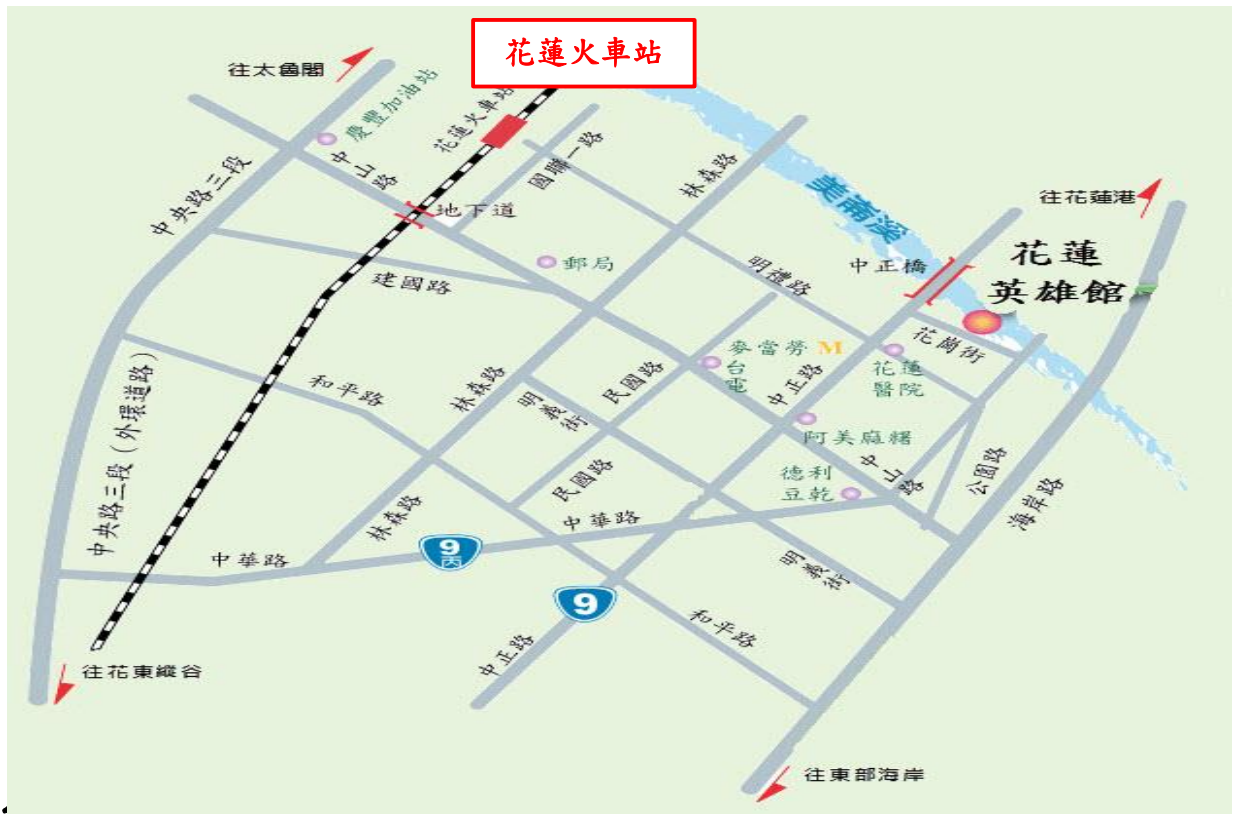 花蓮火車站
往太魯閣
慶豐加油站
花蓮火車站
中山路
國聯一路
林森路
美崙溪
往花蓮港
中央路三段
地下道
郵局
明禮路
中正橋
花蓮
英雄館
建國路
花崗街
麥當勞 M
台電
中正路
花蓮
醫院
和平路
林森路
明義街
民國路
阿美麻糬
中央路三段(外環道路)
民國路
德利
豆乾
中山路
公園路
海岸路
林森路
中華路
9
丙
中華路
明義街
9
和平路
中正路
往花東縱谷
往東部海岸